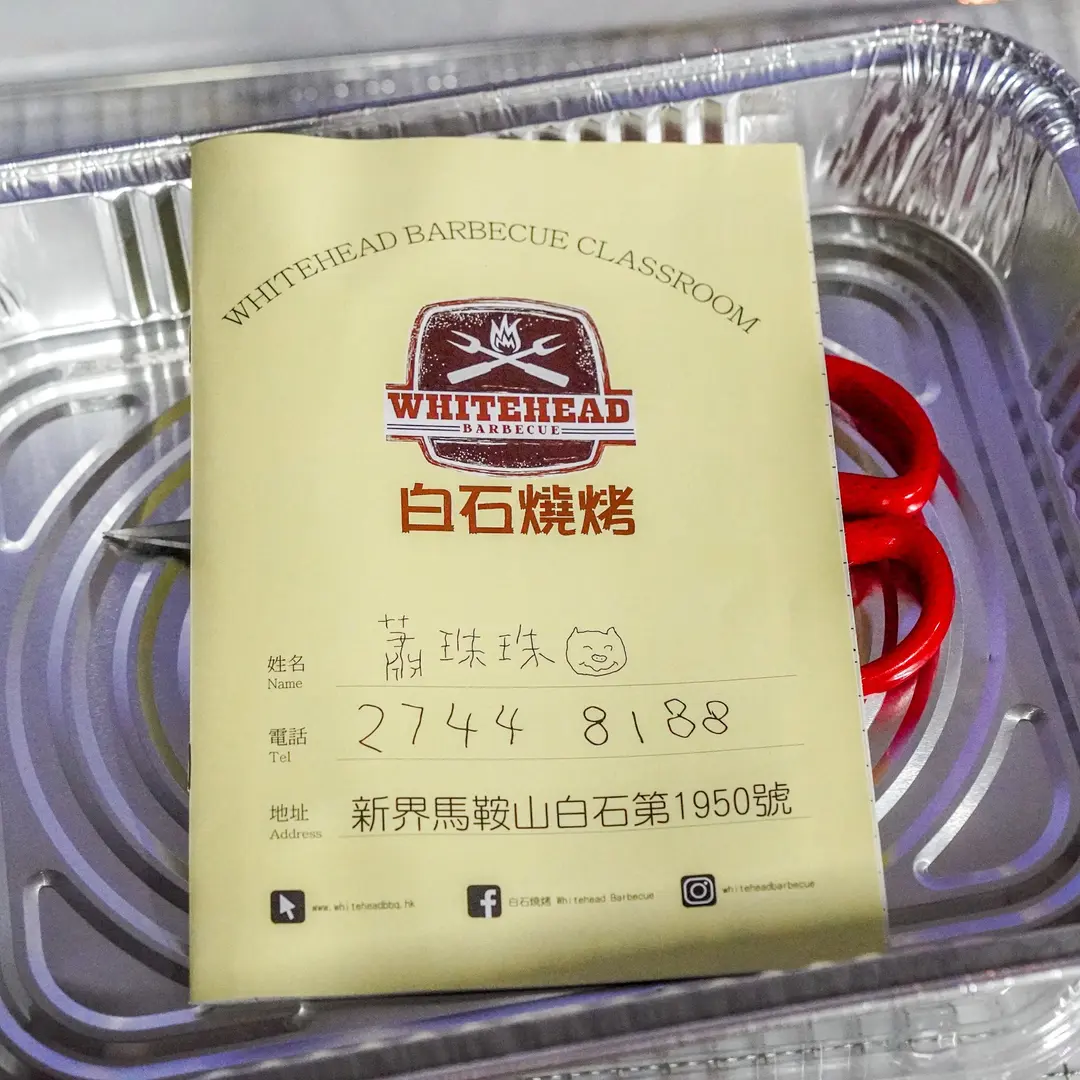 WHITEHEAD BARBECUE CLASSROOM
WHITEHEAD
BARBECUE
白石燒烤
姓名 蕭珠珠
Name
電話 2744 8188
Tel
地址 新界馬鞍山白石第1950號
Address
www.whiteheadbbq.hk 白石燒烤 Whitehead Barbecue whiteheadbarbecue